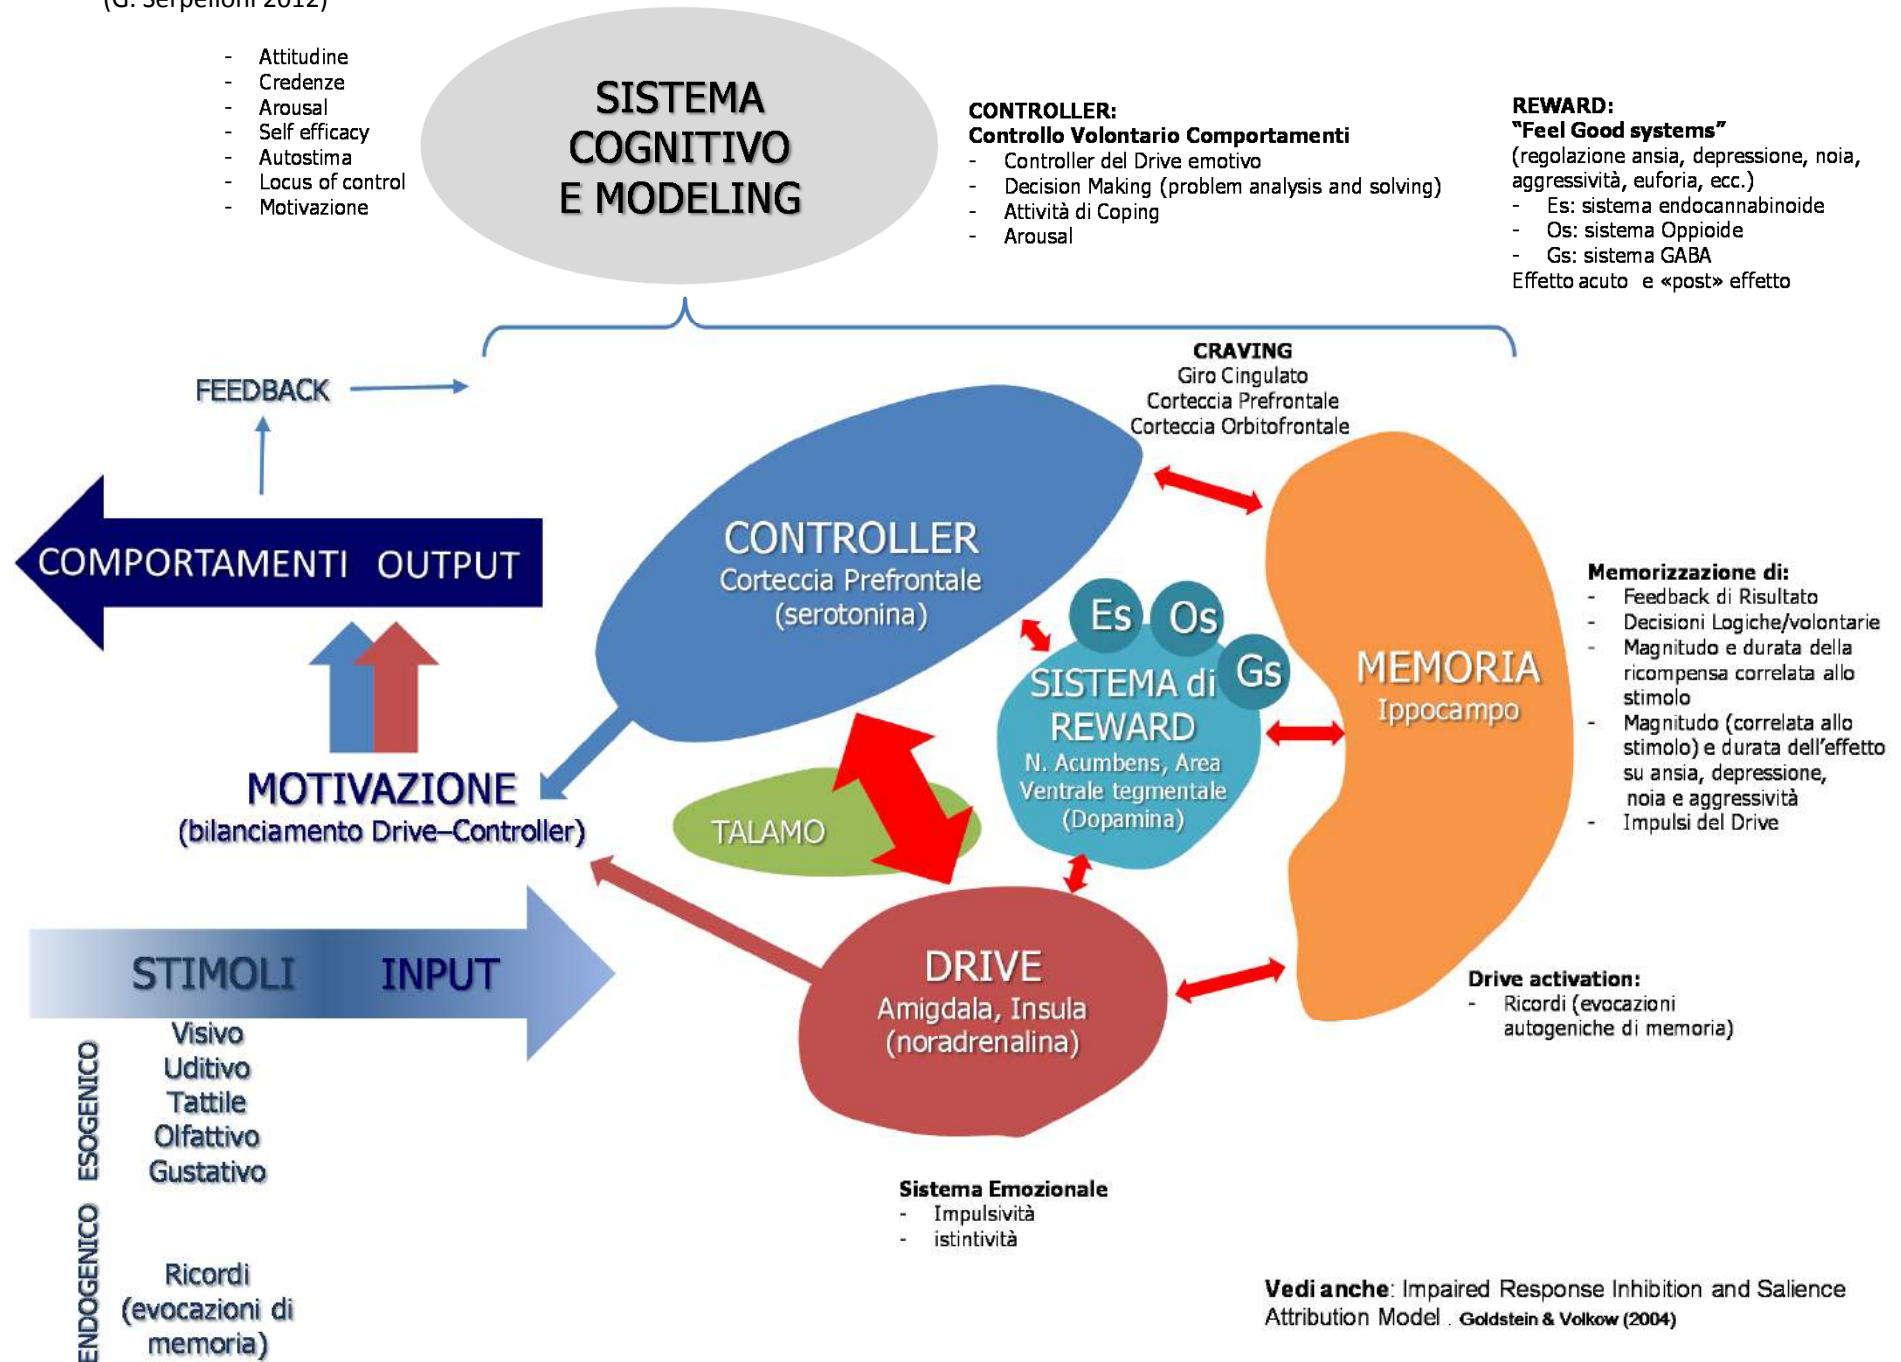 (G. Serpelloni 2012)
- Attitudine
- Credenze
- Arousal
- Self efficacy
- Autostima
- Locus of control
- Motivazione
SISTEMA
COGNITIVO
E MODELING
CONTROLLER:
Controllo Volontario Comportamenti
- Controller del Drive emotivo
- Decision Making (problem analysis and solving)
- Attività di Coping
- Arousal
REWARD:
"Feel Good systems"
(regolazione ansia, depressione, noia,
aggressività, euforia, ecc.)
- Es: sistema endocannabinoide
- Os: sistema Oppioide
- Gs: sistema GABA
Effetto acuto e «post» effetto
FEEDBACK
CRAVING
Giro Cingulato
Corteccia Prefrontale
Corteccia Orbitofrontale
COMPORTAMENTI OUTPUT
CONTROLLER
Corteccia Prefrontale
(serotonina)
Es
Os
Gs
SISTEMA di
REWARD
N. Acumbens, Area
Ventrale tegmentale
(Dopamina)
MEMORIA
Ippocampo
Memorizzazione di:
- Feedback di Risultato
- Decisioni Logiche/volontarie
- Magnitudo e durata della
ricompensa correlata allo
stimolo
- Magnitudo (correlata allo
stimolo) e durata dell'effetto
su ansia, depressione,
noia e aggressività
- Impulsi del Drive
MOTIVAZIONE
(bilanciamento Drive–Controller)
TALAMO
STIMOLI INPUT
DRIVE
Amigdala, Insula
(noradrenalina)
Drive activation:
- Ricordi (evocazioni
autogeniche di memoria)
ESOGENICO
Visivo
Uditivo
Tattile
Olfattivo
Gustativo
Sistema Emozionale
- Impulsività
- istintività
ENDOGENICO
Ricordi
(evocazioni di
memoria)
Vedi anche: Impaired Response Inhibition and Salience
Attribution Model . Goldstein & Volkow (2004)